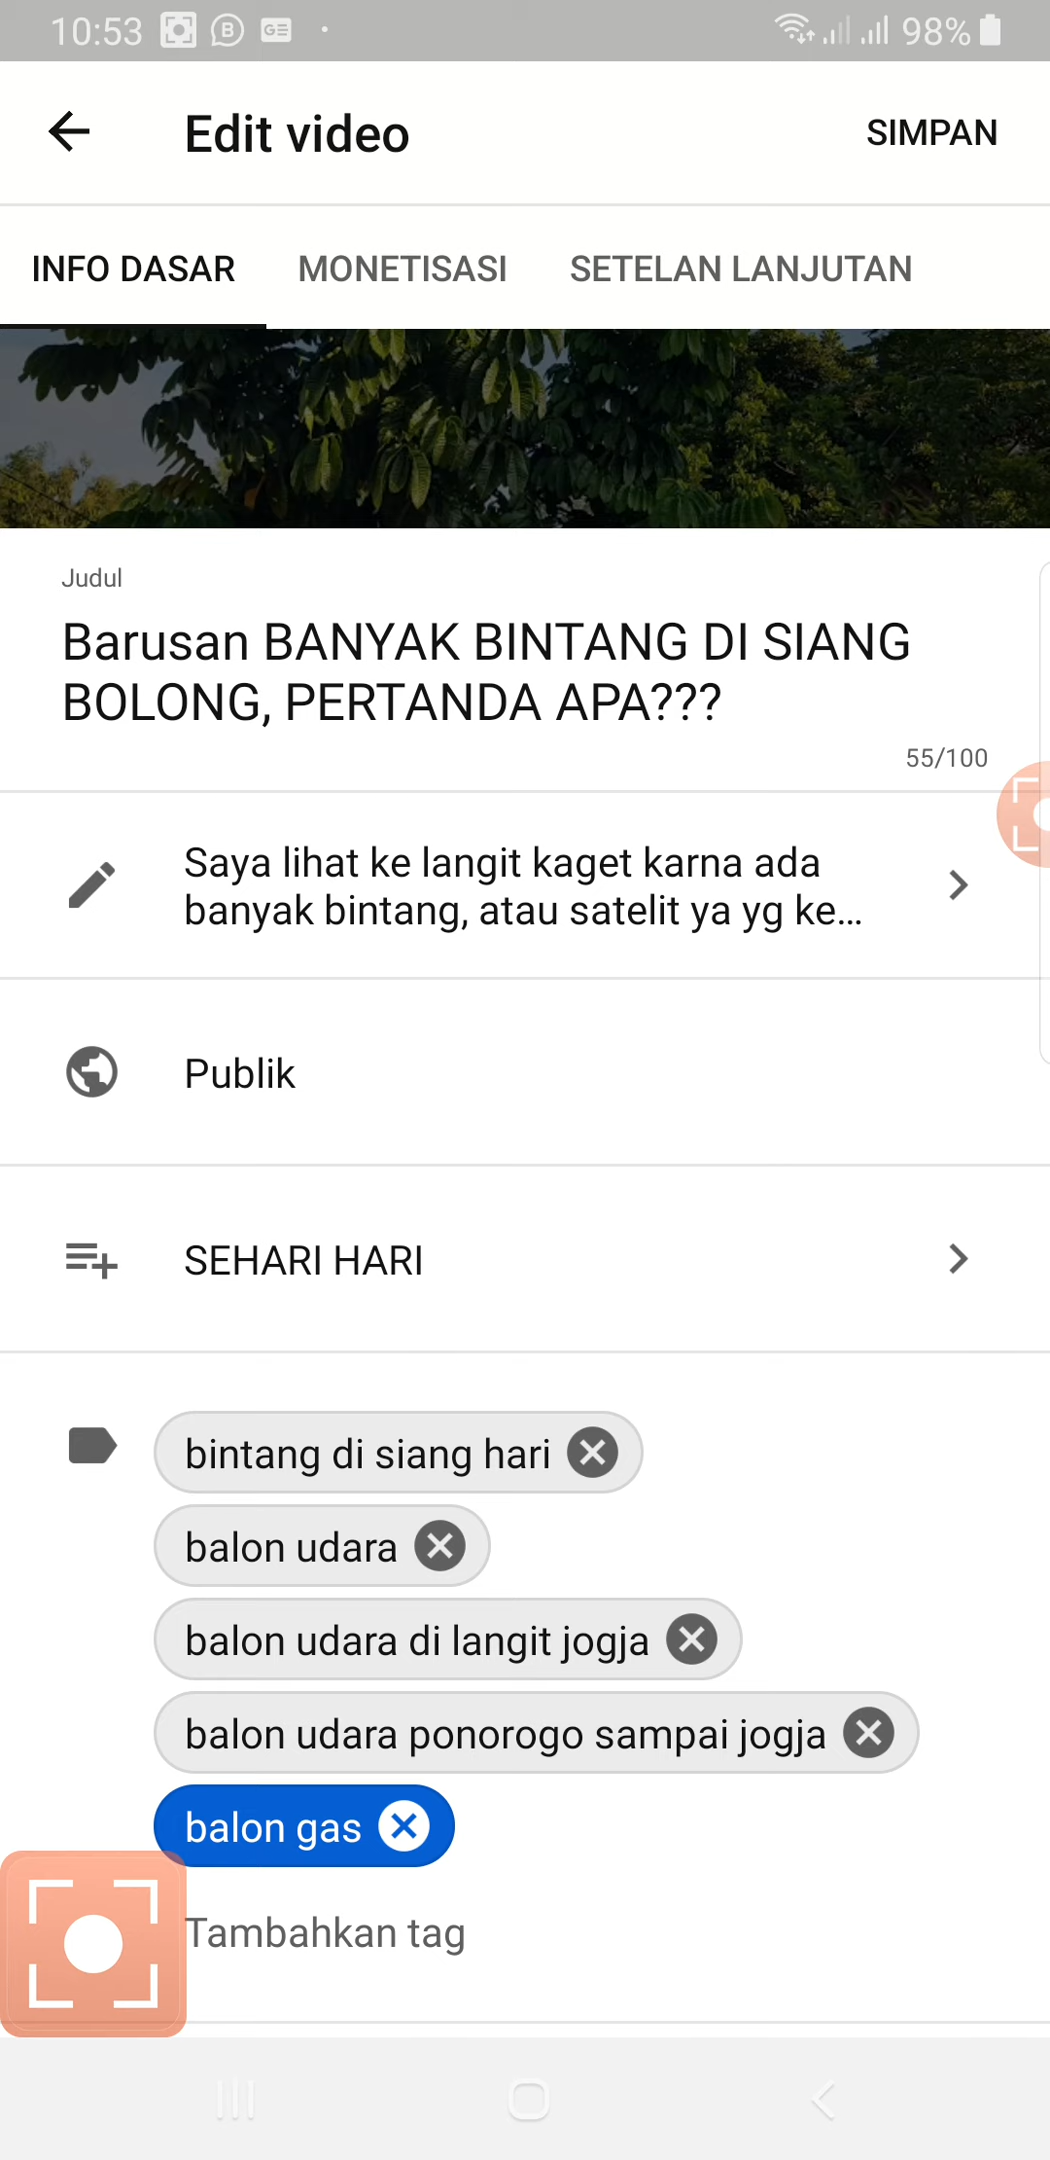 10:53
98%
Edit video
SIMPAN
INFO DASAR
MONETISASI
SETELAN LANJUTAN
Judul
Barusan BANYAK BINTANG DI SIANG
BOLONG, PERTANDA APA???
55/100
Saya lihat ke langit kaget karna ada
banyak bintang, atau satelit ya yg ke...
Publik
SEHARI HARI
bintang di siang hari
balon udara
balon udara di langit jogja
balon udara ponorogo sampai jogja
balon gas
Tambahkan tag